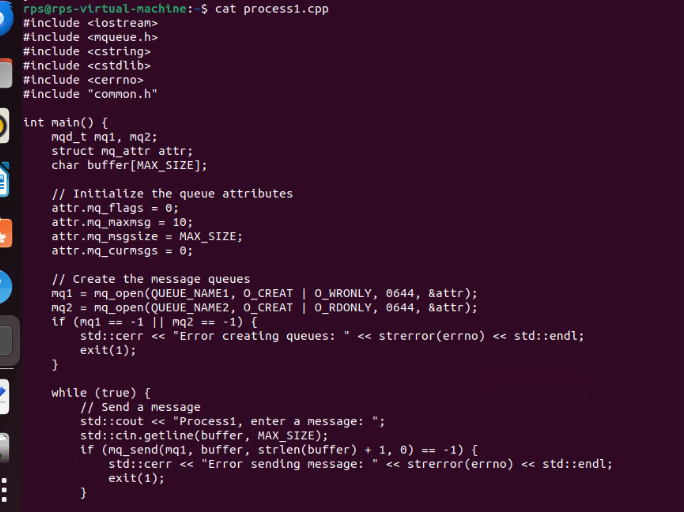 rps@rps-virtual-machine:~$ cat process1.cpp
#include <iostream>
#include <mqueue.h>
#include <cstring>
#include <cstdlib>
#include <cerrno>
#include "common.h"

int main() {
    mqd_t mq1, mq2;
    struct mq_attr attr;
    char buffer[MAX_SIZE];

    // Initialize the queue attributes
    attr.mq_flags = 0;
    attr.mq_maxmsg = 10;
    attr.mq_msgsize = MAX_SIZE;
    attr.mq_curmsgs = 0;

    // Create the message queues
    mq1 = mq_open(QUEUE_NAME1, O_CREAT | O_WRONLY, 0644, &attr);
    mq2 = mq_open(QUEUE_NAME2, O_CREAT | O_RDONLY, 0644, &attr);
    if (mq1 == -1 || mq2 == -1) {
        std::cerr << "Error creating queues: " << strerror(errno) << std::endl;
        exit(1);
    }

    while (true) {
        // Send a message
        std::cout << "Process1, enter a message: ";
        std::cin.getline(buffer, MAX_SIZE);
        if (mq_send(mq1, buffer, strlen(buffer) + 1, 0) == -1) {
            std::cerr << "Error sending message: " << strerror(errno) << std::endl;
            exit(1);
        }